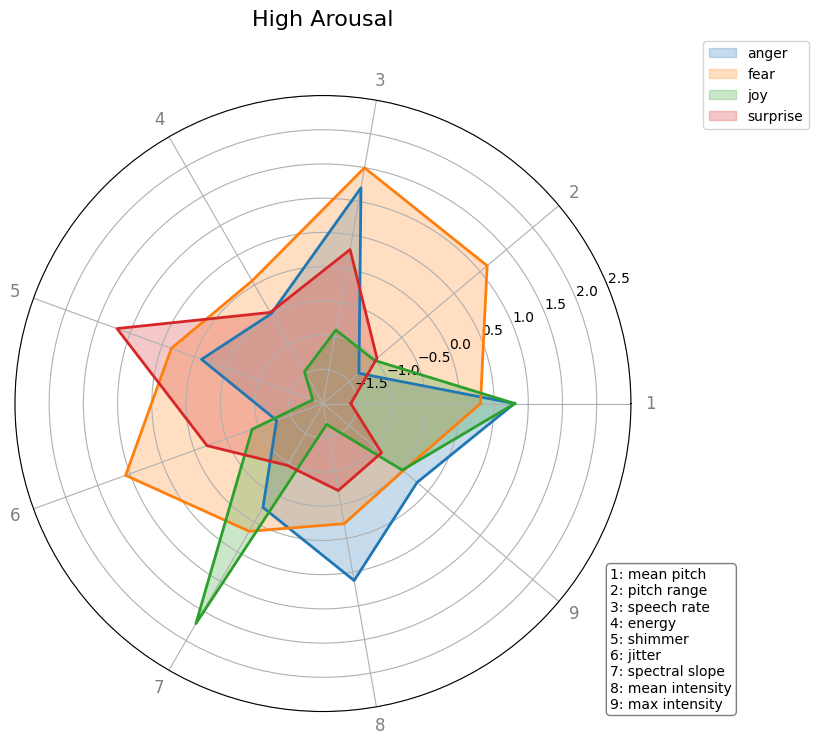 High Arousal
anger
fear
joy
surprise
3
4
2
5
2.5
2.0
1.5
1.0
0.5
0.0
−0.5
−1.0
−1.5
1
6
1: mean pitch
2: pitch range
3: speech rate
4: energy
5: shimmer
6: jitter
7: spectral slope
8: mean intensity
9: max intensity
9
7
8